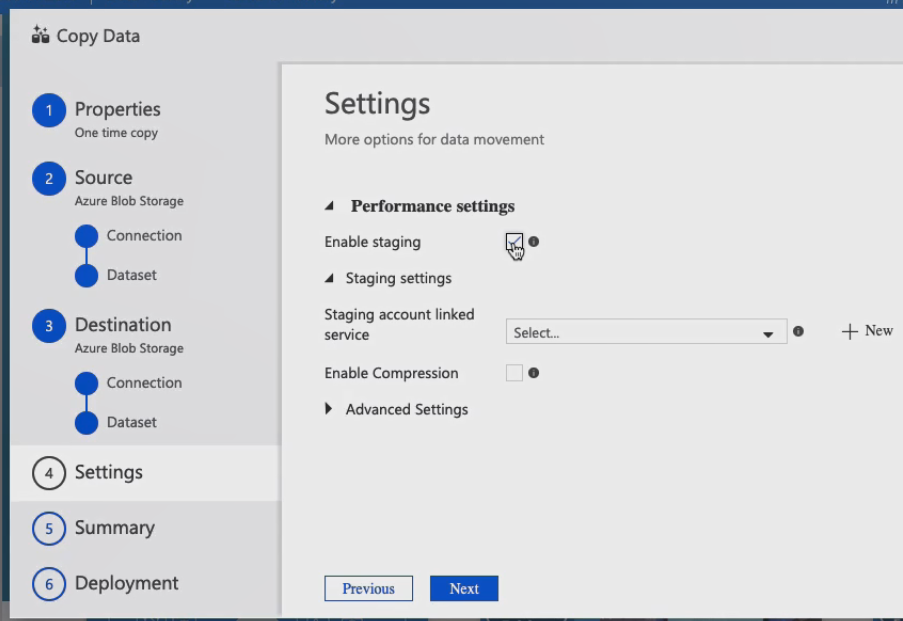 Copy Data
1 Properties
One time copy
2 Source
Azure Blob Storage
Connection
Dataset
3 Destination
Azure Blob Storage
Connection
Dataset
4 Settings
5 Summary
6 Deployment
Settings
More options for data movement
Performance settings
Enable staging
Staging settings
Staging account linked
service
Select...
New
Enable Compression
Advanced Settings
Previous
Next